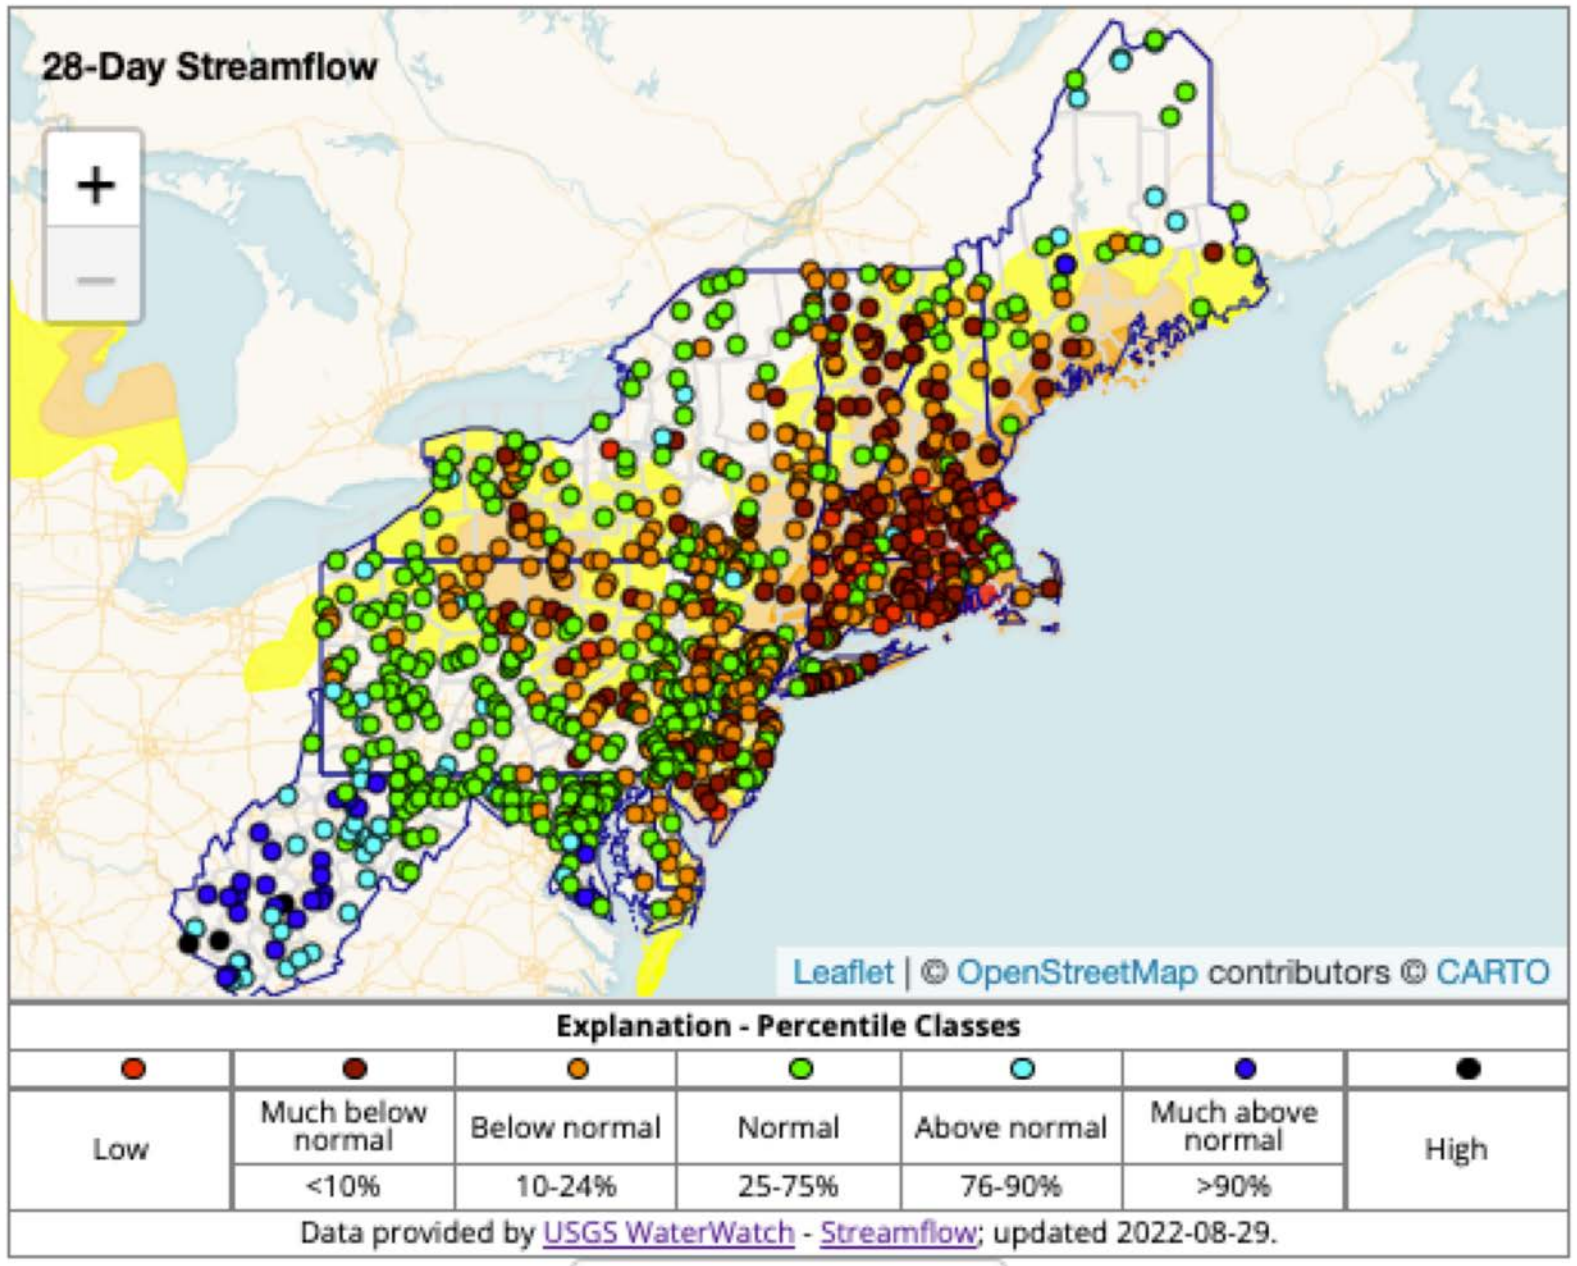 28-Day Streamflow
+
−
Leaflet | © OpenStreetMap contributors © CARTO
Explanation - Percentile Classes
Low
Much below normal
Below normal
Normal
Above normal
Much above normal
High
<10%
10-24%
25-75%
76-90%
>90%
Data provided by USGS WaterWatch - Streamflow; updated 2022-08-29.